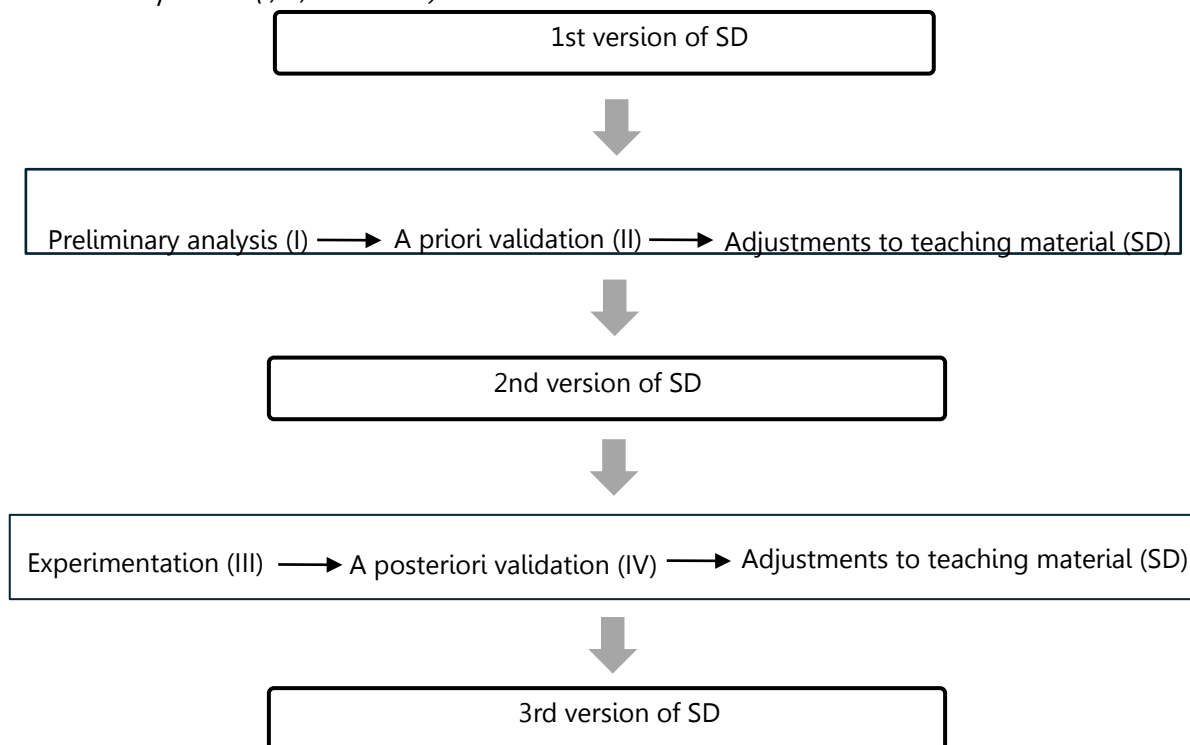 1st version of SD
Preliminary analysis (I) A priori validation (II) Adjustments to teaching material (SD)
2nd version of SD
Experimentation (III) A posteriori validation (IV) Adjustments to teaching material (SD)
3rd version of SD